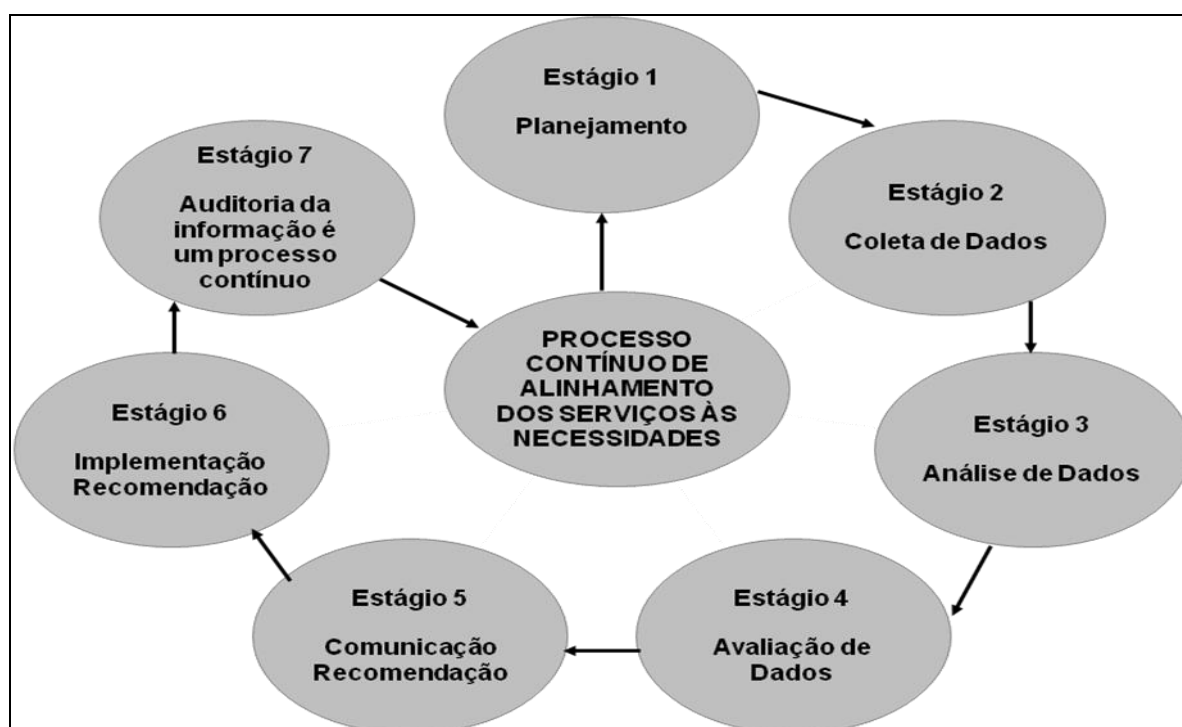 Estágio 1
Planejamento
Estágio 2
Coleta de Dados
Estágio 3
Análise de Dados
Estágio 4
Avaliação de
Dados
Estágio 5
Comunicação
Recomendação
Estágio 6
Implementação
Recomendação
Estágio 7
Auditoria da
informação é
um processo
contínuo
PROCESSO
CONTÍNUO DE
ALINHAMENTO
DOS SERVIÇOS ÀS
NECESSIDADES